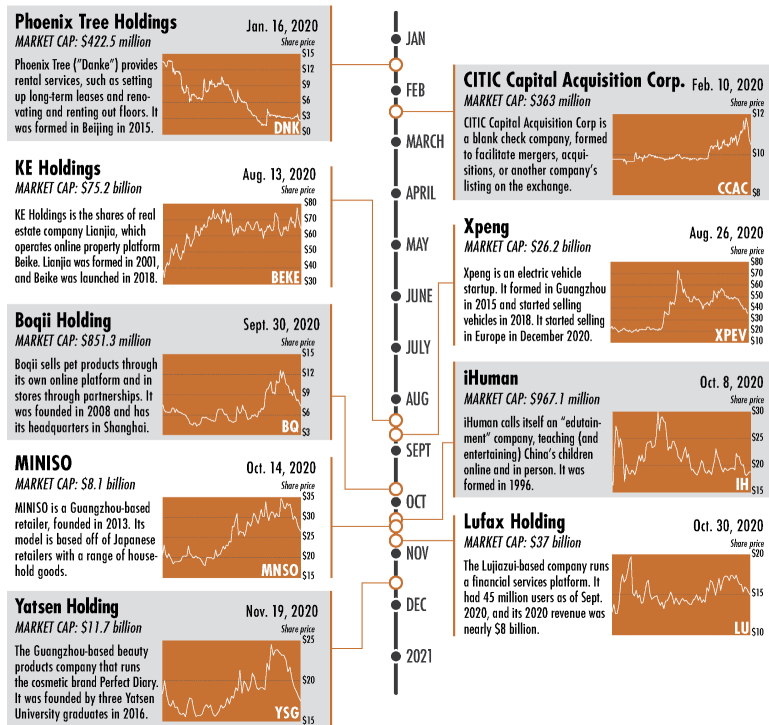 Phoenix Tree Holdings
Jan. 16, 2020
MARKET CAP: $422.5 million
Share price
Phoenix Tree (“Danke”) provides
rental services, such as setting
up long-term leases and reno-
vating and renting out floors. It
was formed in Beijing in 2015.
$15
$12
$9
$6
$3
$0
DNK
KE Holdings
Aug. 13, 2020
MARKET CAP: $75.2 billion
Share price
KE Holdings is the shares of real
estate company Lianjia, which
operates online property platform
Beike. Lianjia was formed in 2001,
and Beike was launched in 2018.
$80
$70
$60
$50
$40
$30
BEKE
Boqii Holding
Sept. 30, 2020
MARKET CAP: $851.3 million
Share price
Boqii sells pet products through
its own online platform and in
stores through partnerships. It
was founded in 2008 and has
its headquarters in Shanghai.
$15
$12
$9
$6
$3
BQ
MINISO
Oct. 14, 2020
MARKET CAP: $8.1 billion
Share price
MINISO is a Guangzhou-based
retailer, founded in 2013. Its
model is based off of Japanese
retailers with a range of house-
hold goods.
$35
$30
$25
$20
$15
MNSO
Yatsen Holding
Nov. 19, 2020
MARKET CAP: $11.7 billion
Share price
The Guangzhou-based beauty
products company that runs
the cosmetic brand Perfect Diary.
It was founded by three Yatsen
University graduates in 2016.
$25
$20
$15
YSG
JAN
FEB
MARCH
APRIL
MAY
JUNE
JULY
AUG
SEPT
OCT
NOV
DEC
2021
CITIC Capital Acquisition Corp.
Feb. 10, 2020
MARKET CAP: $363 million
Share price
CITIC Capital Acquisition Corp is
a blank check company, formed
to facilitate mergers, acqui-
sitions, or another company’s
listing on the exchange.
$12
$10
$8
CCAC
Xpeng
Aug. 26, 2020
MARKET CAP: $26.2 billion
Share price
Xpeng is an electric vehicle
startup. It formed in Guangzhou
in 2015 and started selling
vehicles in 2018. It started selling
in Europe in December 2020.
$80
$70
$60
$50
$40
$30
$20
$10
XPEV
iHuman
Oct. 8, 2020
MARKET CAP: $967.1 million
Share price
iHuman calls itself an “edutain-
ment” company, teaching (and
entertaining) China’s children
online and in person. It was
formed in 1996.
$30
$25
$20
$15
IH
Lufax Holding
Oct. 30, 2020
MARKET CAP: $37 billion
Share price
The Lujiazui-based company runs
a financial services platform. It
had 45 million users as of Sept.
2020, and its 2020 revenue was
nearly $8 billion.
$20
$15
$10
LU